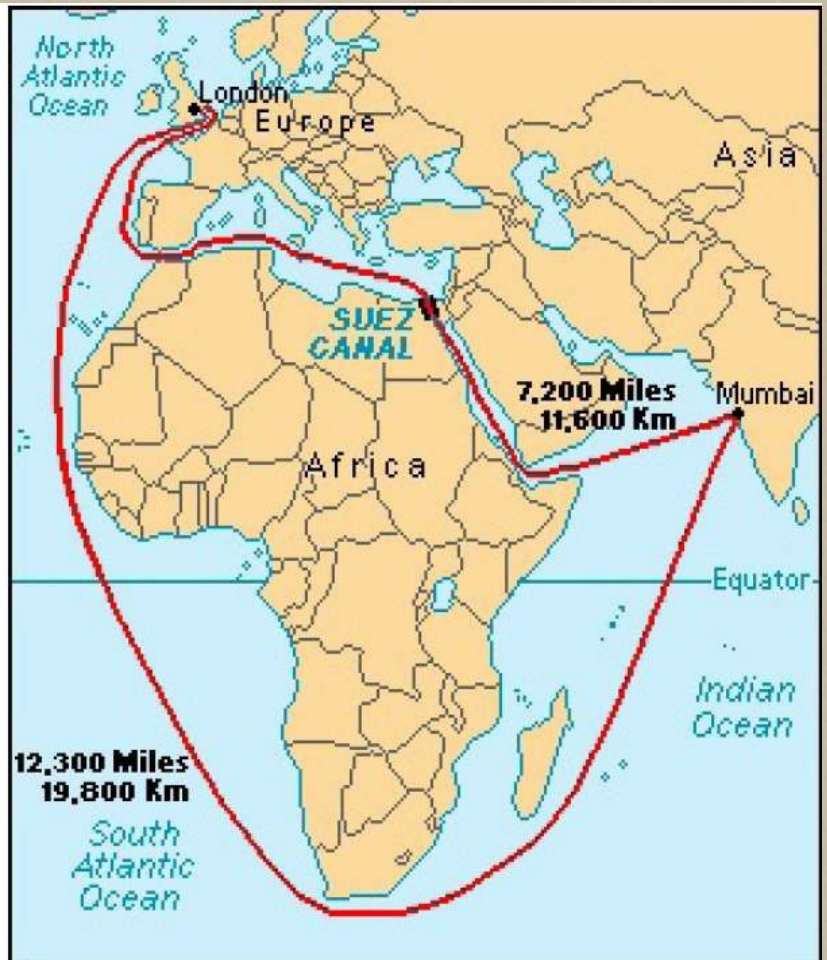 North
Atlantic
Ocean
London
Europe
Asia
SUEZ
CANAL
7,200 Miles
11,600 Km
Mumbai
Africa
Equator
Indian
Ocean
12,300 Miles
19,800 Km
South
Atlantic
Ocean